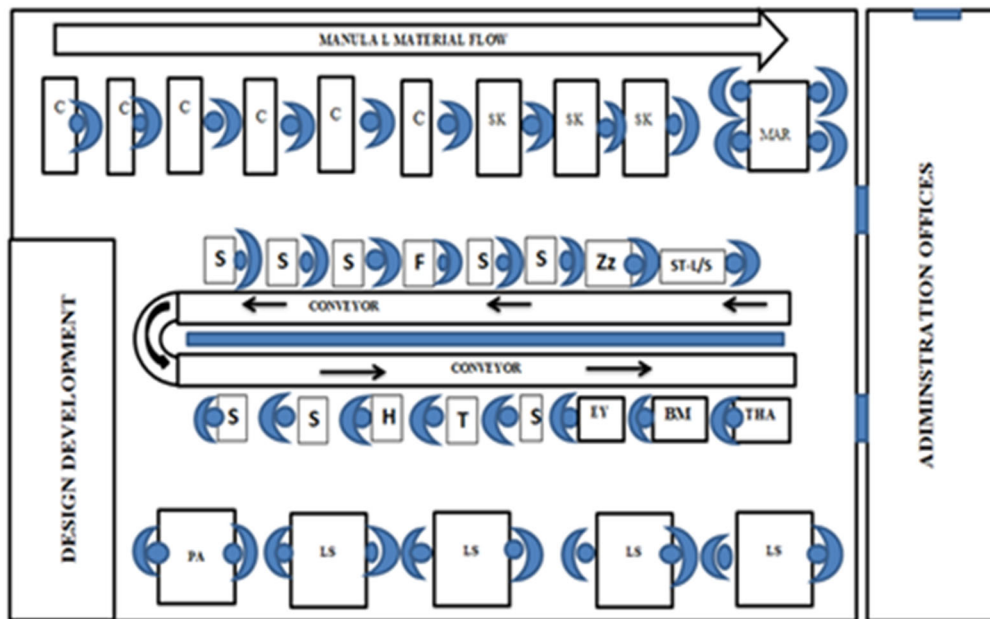 MANULA L MATERIAL FLOW
C C C C C C SK SK SK MAR
S S S F S S Zz ST-L/S
CONVEYOR
CONVEYOR
S S H T S EY BM THA
PA LS LS LS LS
DESIGN DEVELOPMENT
ADIMINSTRATION OFFICES